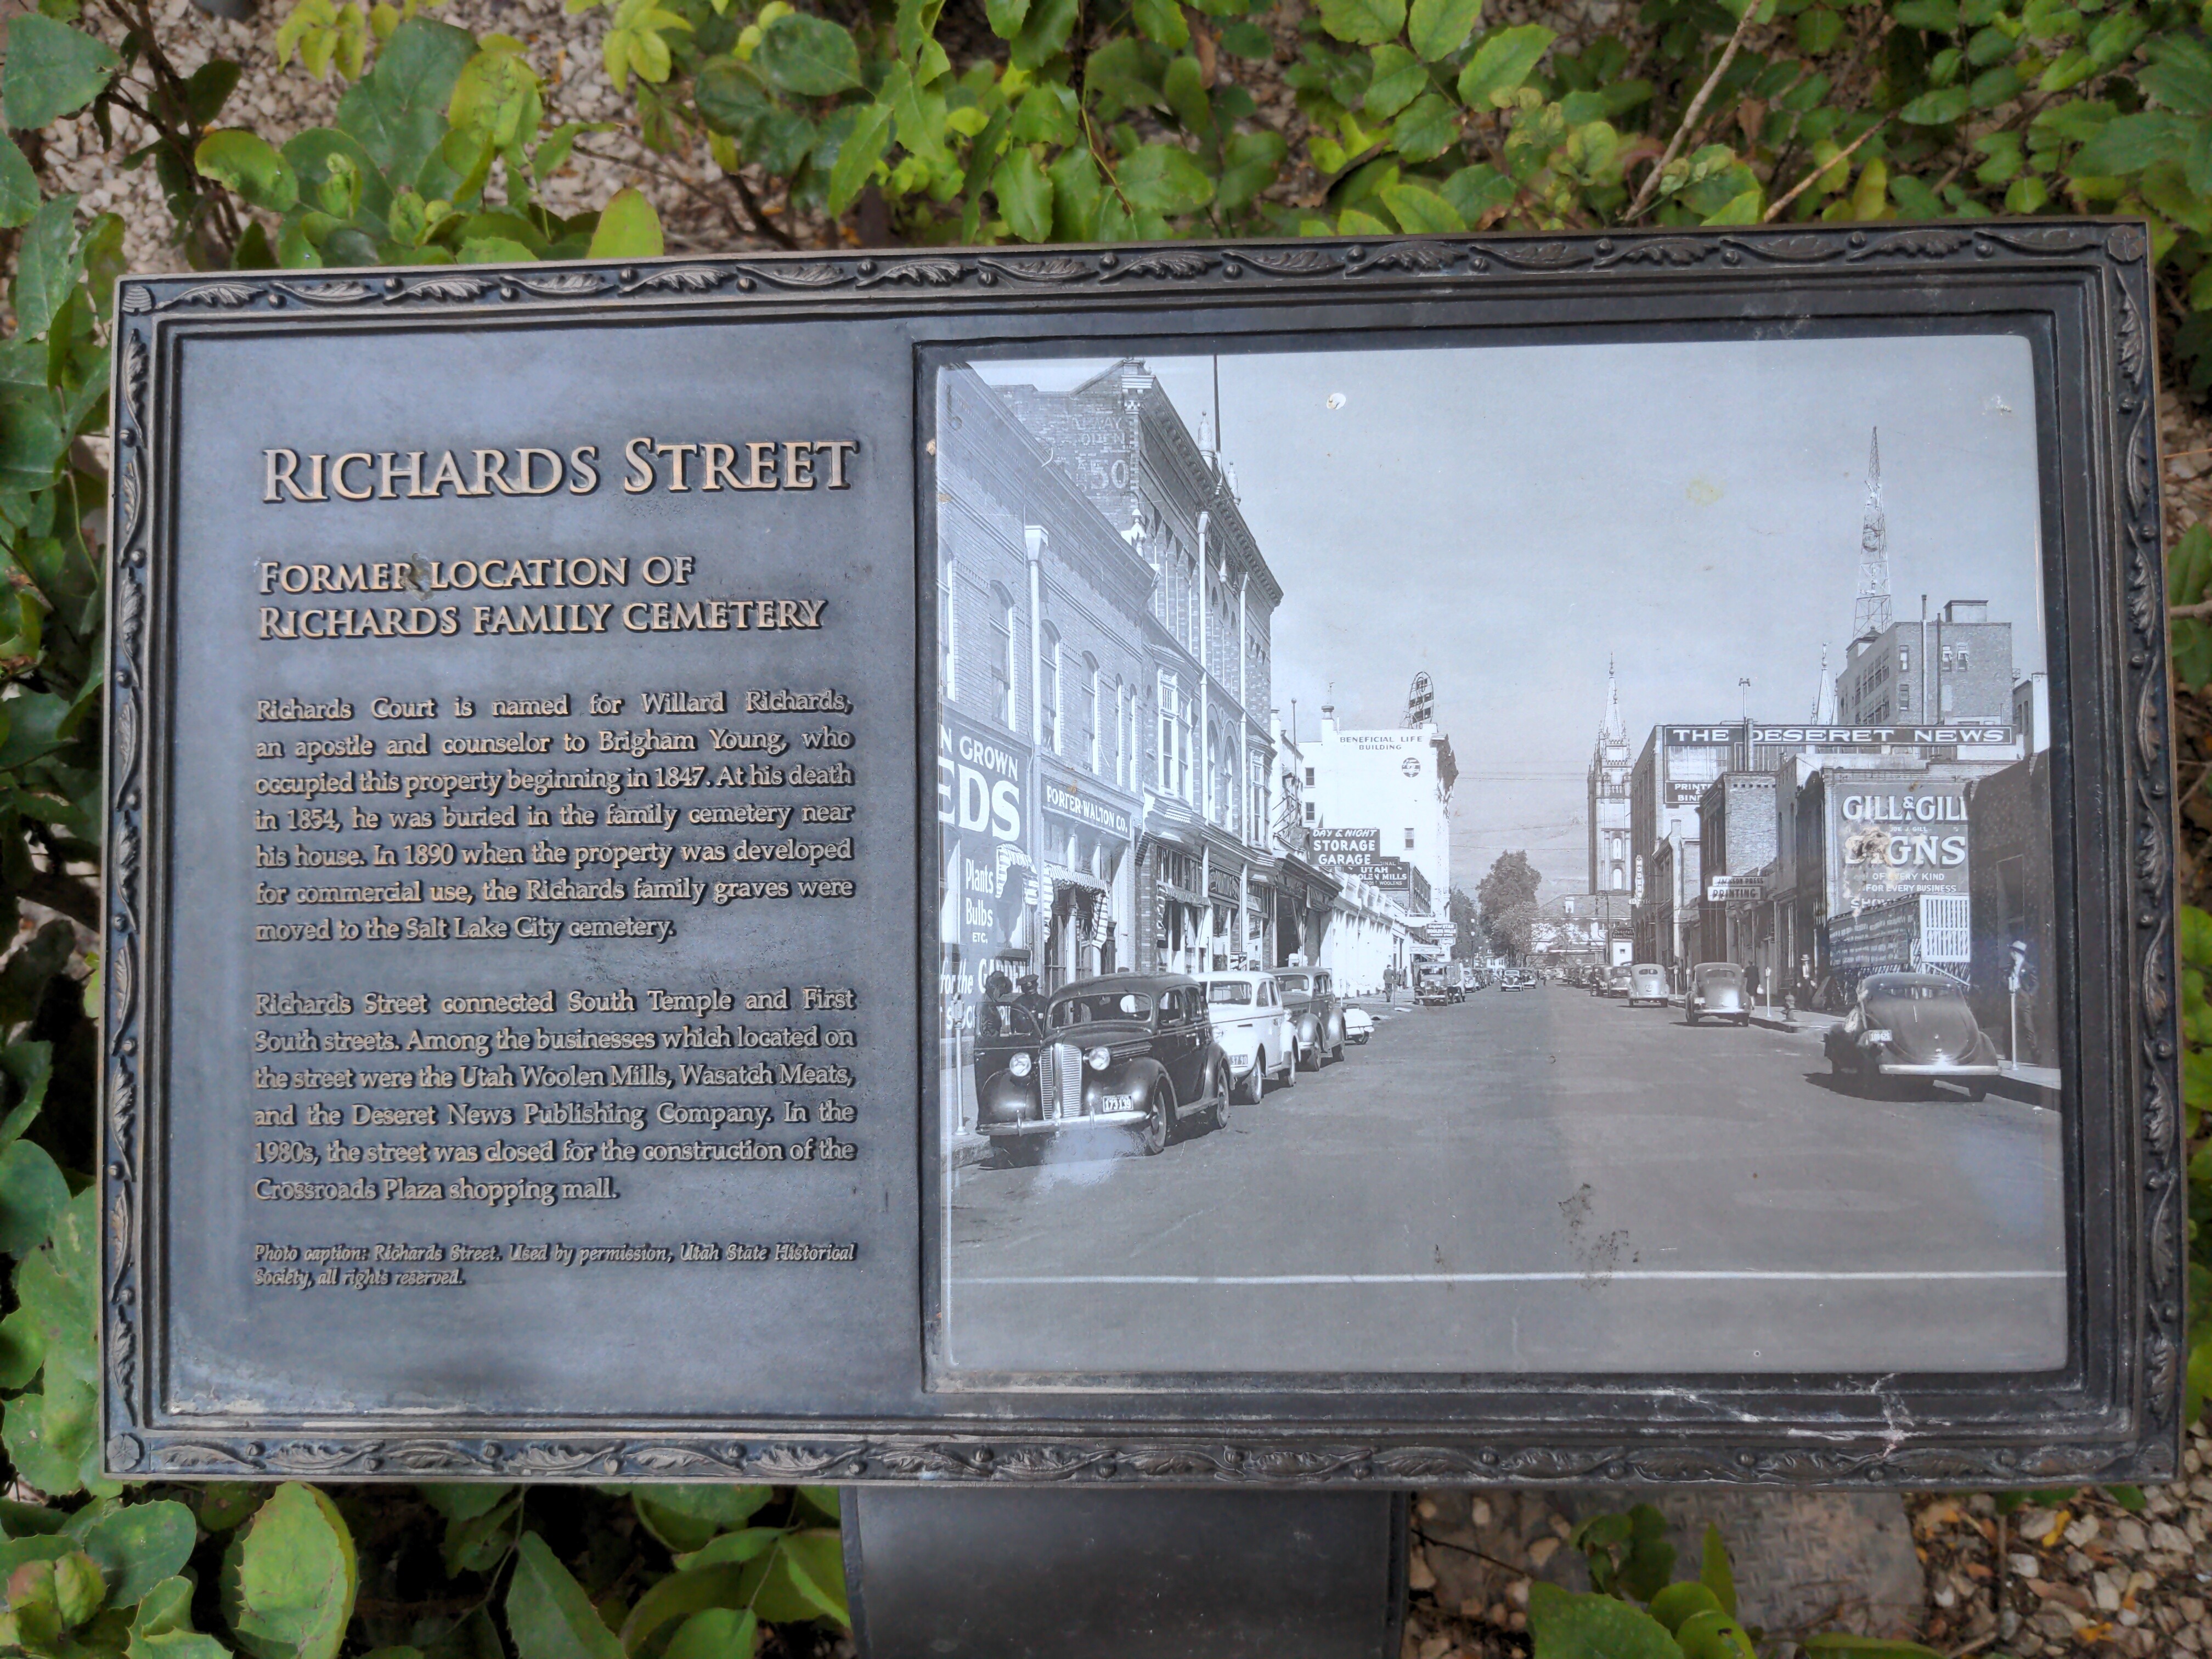 RICHARDS STREET
FORMER LOCATION OF
RICHARDS FAMILY CEMETERY
Richards Court is named for Willard Richards,
an apostle and counselor to Brigham Young, who
occupied this property beginning in 1847. At his death
in 1854, he was buried in the family cemetery near
his house. In 1890 when the property was developed
for commercial use, the Richards family graves were
moved to the Salt Lake City cemetery.
Richards Street connected South Temple and First
South streets. Among the businesses which located on
the street were the Utah Woolen Mills, Wasatch Meats,
and the Deseret News Publishing Company. In the
1980s, the street was closed for the construction of the
Crossroads Plaza shopping mall.
Photo caption: Richards Street. Used by permission, Utah State Historical
Society, all rights reserved.
50
N GROWN
EDS
Plants
Bulbs
ETC.
for the GARDEN
PORTER-WALTON CO.
173139
BENEFICIAL LIFE
BUILDING
DAY & NIGHT
STORAGE
GARAGE
UTAH
WOOLEN MILLS
THE DESERET NEWS
PRINT
BIND
PRINTING
GILL & GILL
SIGNS
OF EVERY KIND
FOR EVERY BUSINESS